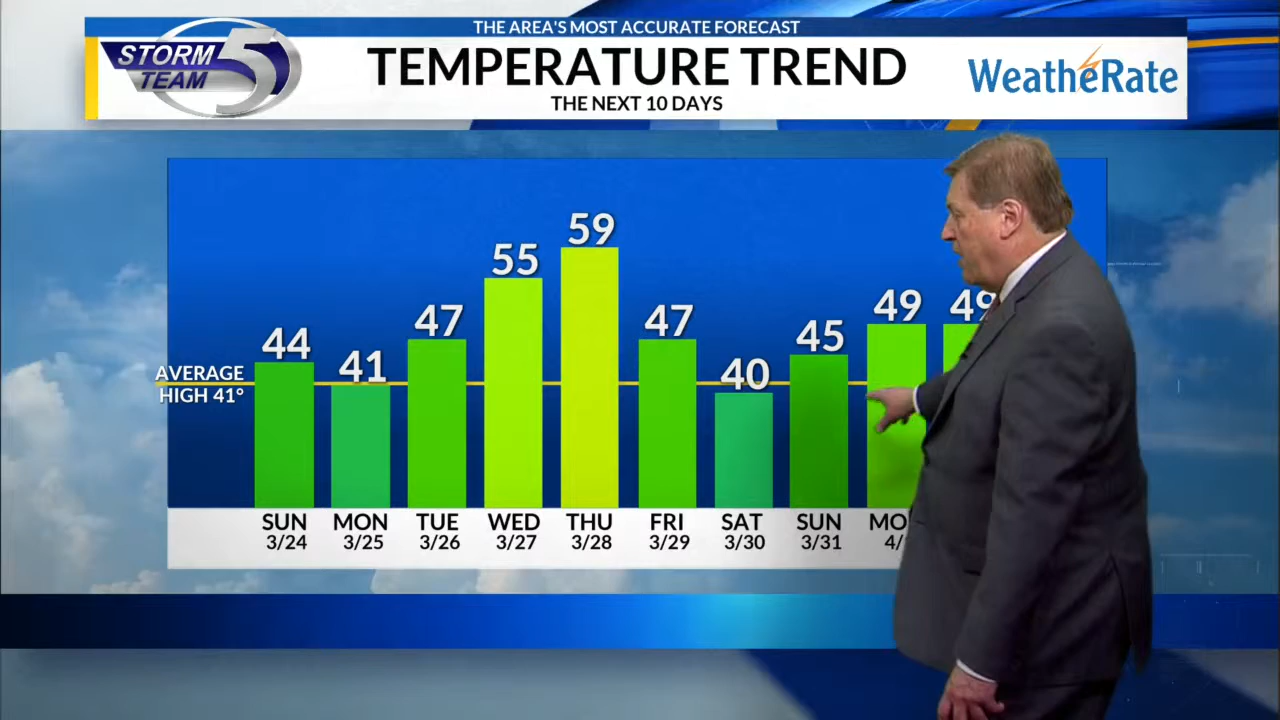 THE AREA'S MOST ACCURATE FORECAST
STORM TEAM 5
TEMPERATURE TREND
THE NEXT 10 DAYS
WeatheRate
59
55
47
47
49
49
44
41
40
45
AVERAGE
HIGH 41°
SUN MON TUE WED THU FRI SAT SUN
3/24 3/25 3/26 3/27 3/28 3/29 3/30 3/31